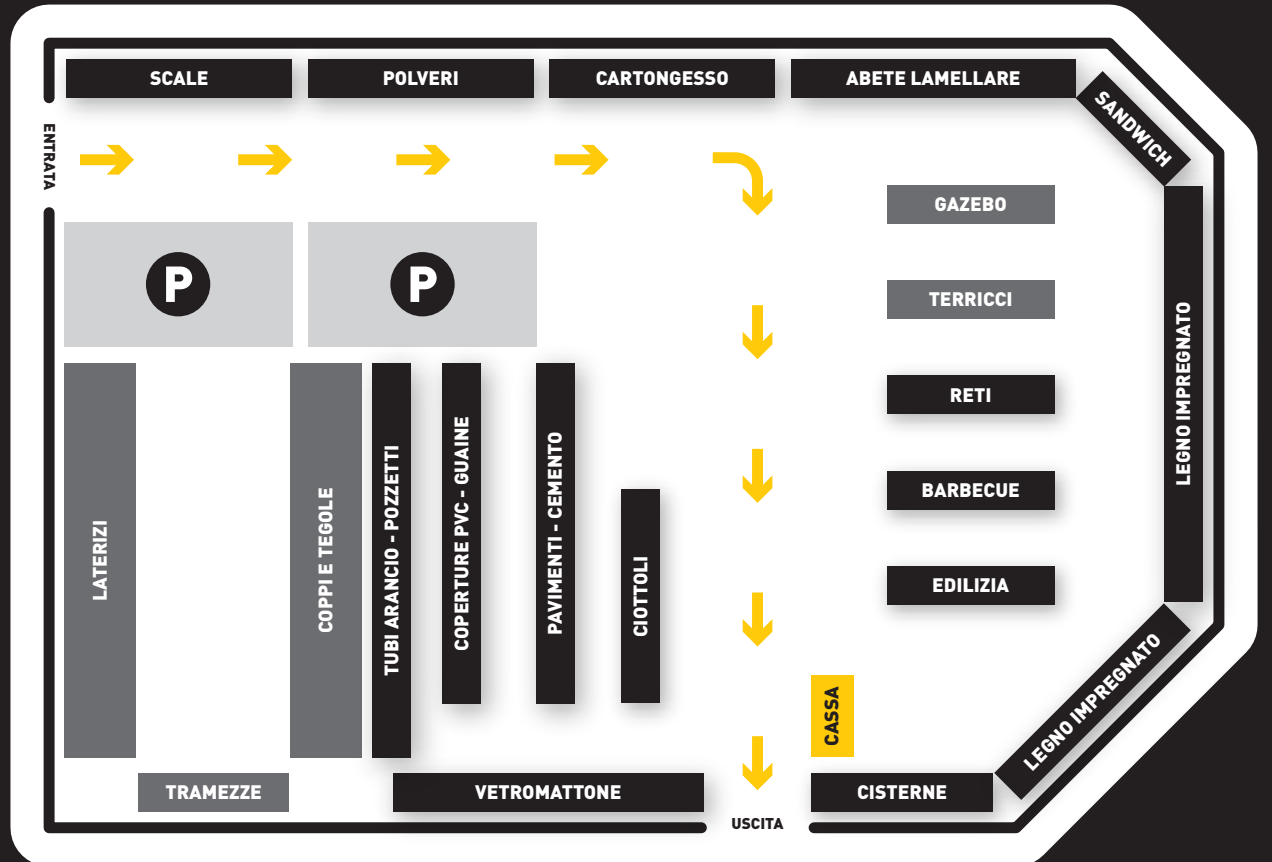 SCALE
POLVERI
CARTONGESSO
ABETE LAMELLARE
SANDWICH
ENTRATA
GAZEBO
P
P
TERRICCI
LEGNO IMPREGNATO
RETI
LATERIZI
COPPI E TEGOLE
TUBI ARANCIO - POZZETTI
COPERTURE PVC - GUAINE
PAVIMENTI - CEMENTO
CIOTTOLI
BARBECUE
EDILIZIA
CASSA
LEGNO IMPREGNATO
TRAMEZZE
VETROMATTONE
CISTERNE
USCITA